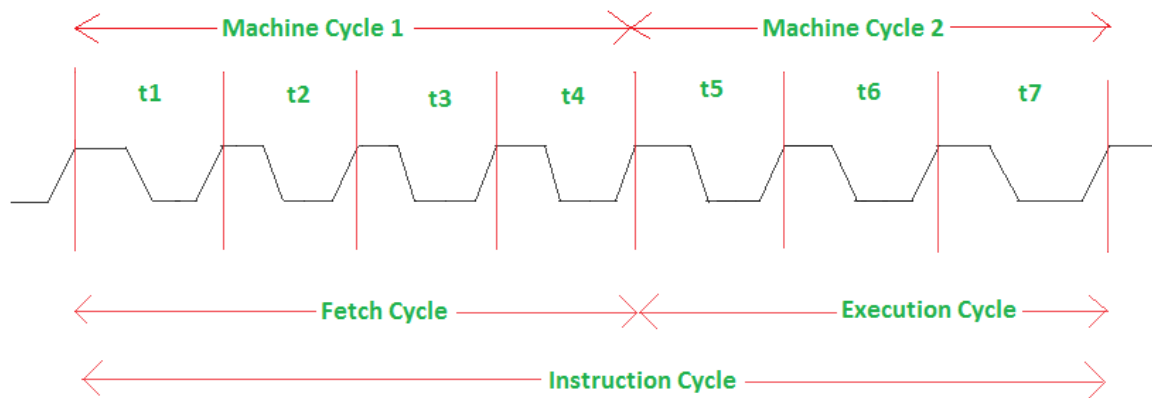 Machine Cycle 1 Machine Cycle 2
t1 t2 t3 t4 t5 t6 t7
Fetch Cycle Execution Cycle
Instruction Cycle